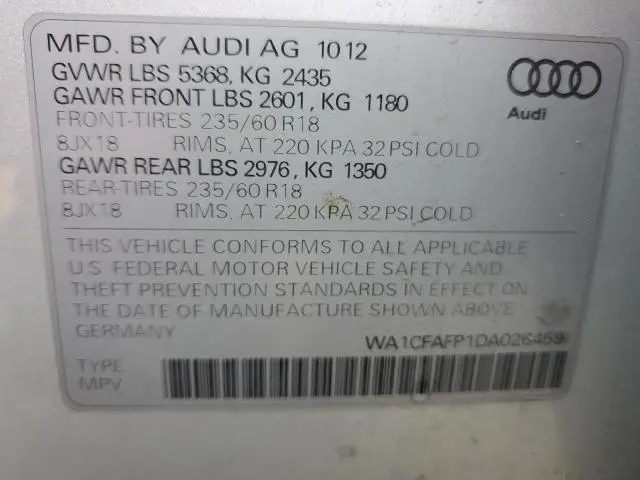 MFD. BY AUDI AG 1012
GVWR LBS 5368, KG 2435
GAWR FRONT LBS 2601, KG 1180
FRONT-TIRES 235/60 R18
8JX18 RIMS, AT 220 KPA 32 PSI COLD
GAWR REAR LBS 2976, KG 1350
REAR-TIRES 235/60 R18
8JX18 RIMS, AT 220 KPA 32 PSI COLD
Audi
THIS VEHICLE CONFORMS TO ALL APPLICABLE
U.S. FEDERAL MOTOR VEHICLE SAFETY AND
THEFT PREVENTION STANDARDS IN EFFECT ON
THE DATE OF MANUFACTURE SHOWN ABOVE
GERMANY
WA1CFAFP1DA026459
TYPE
MPV